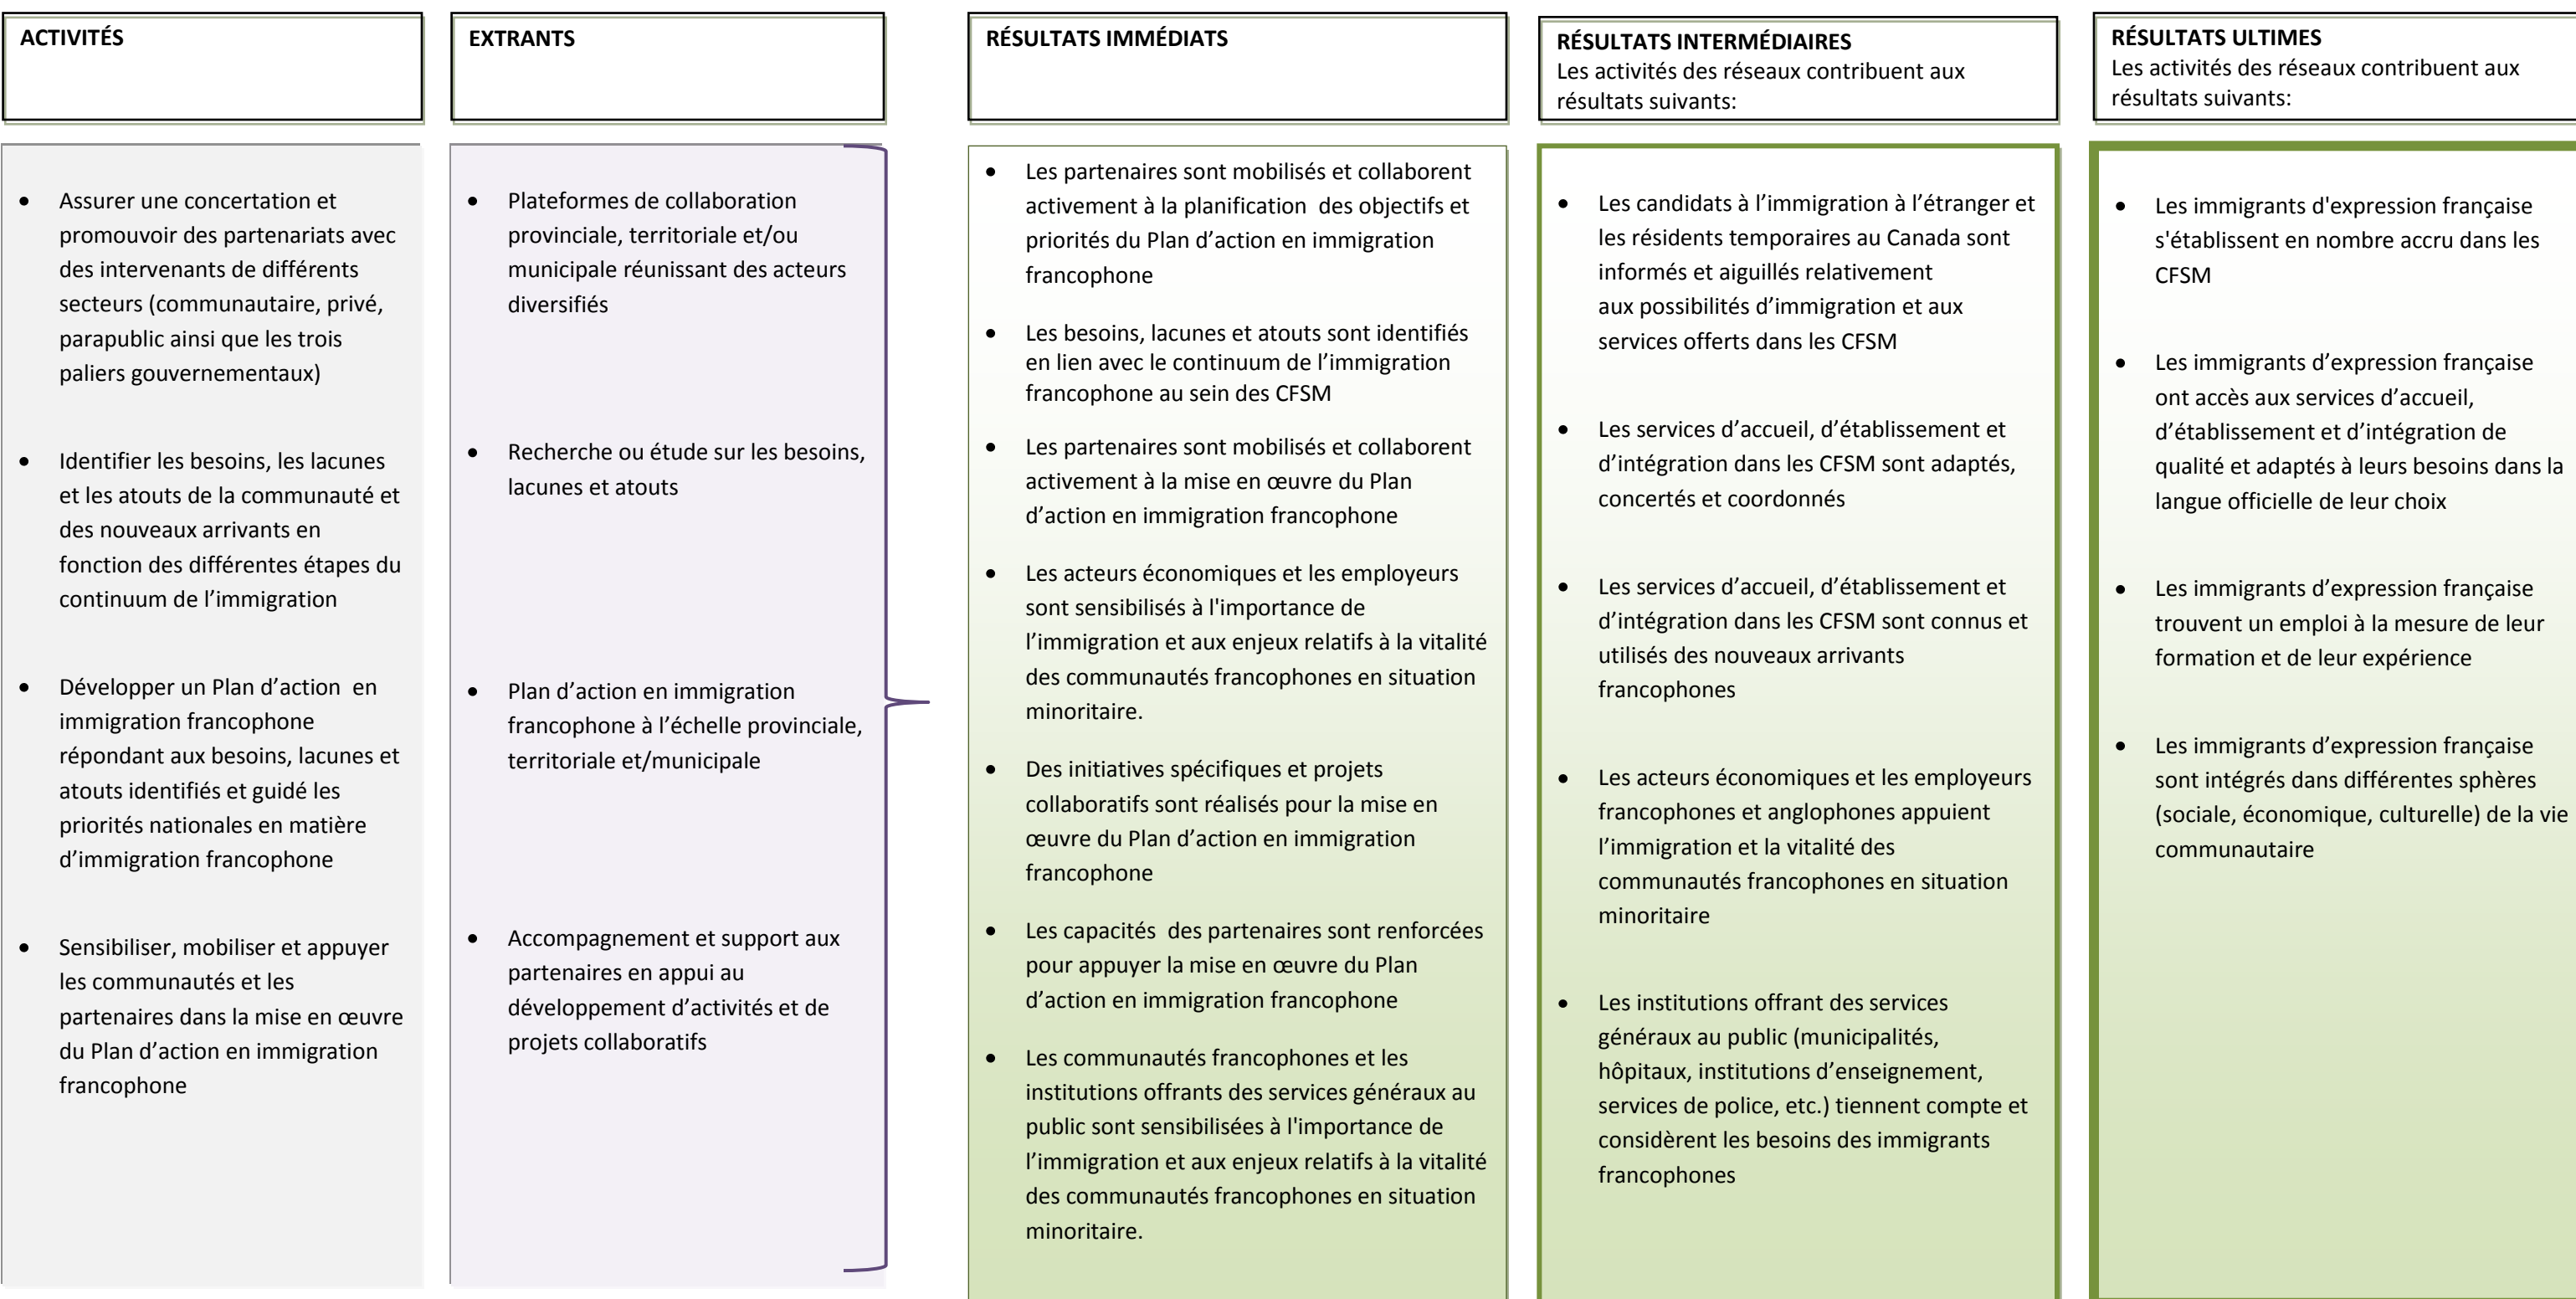 ACTIVITÉS
• Assurer une concertation et
promouvoir des partenariats avec
des intervenants de différents
secteurs (communautaire, privé,
parapublic ainsi que les trois
paliers gouvernementaux)
• Identifier les besoins, les lacunes
et les atouts de la communauté et
des nouveaux arrivants en
fonction des différentes étapes du
continuum de l’immigration
• Développer un Plan d’action en
immigration francophone
répondant aux besoins, lacunes et
atouts identifiés et guidé les
priorités nationales en matière
d’immigration francophone
• Sensibiliser, mobiliser et appuyer
les communautés et les
partenaires dans la mise en œuvre
du Plan d’action en immigration
francophone
EXTRANTS
• Plateformes de collaboration
provinciale, territoriale et/ou
municipale réunissant des acteurs
diversifiés
• Recherche ou étude sur les besoins,
lacunes et atouts
• Plan d’action en immigration
francophone à l’échelle provinciale,
territoriale et/municipale
• Accompagnement et support aux
partenaires en appui au
développement d’activités et de
projets collaboratifs
RÉSULTATS IMMÉDIATS
• Les partenaires sont mobilisés et collaborent
activement à la planification des objectifs et
priorités du Plan d’action en immigration
francophone
• Les besoins, lacunes et atouts sont identifiés
en lien avec le continuum de l’immigration
francophone au sein des CFSM
• Les partenaires sont mobilisés et collaborent
activement à la mise en œuvre du Plan
d’action en immigration francophone
• Les acteurs économiques et les employeurs
sont sensibilisés à l'importance de
l’immigration et aux enjeux relatifs à la vitalité
des communautés francophones en situation
minoritaire.
• Des initiatives spécifiques et projets
collaboratifs sont réalisés pour la mise en
œuvre du Plan d’action en immigration
francophone
• Les capacités des partenaires sont renforcées
pour appuyer la mise en œuvre du Plan
d’action en immigration francophone
• Les communautés francophones et les
institutions offrants des services généraux au
public sont sensibilisées à l'importance de
l’immigration et aux enjeux relatifs à la vitalité
des communautés francophones en situation
minoritaire.
RÉSULTATS INTERMÉDIAIRES
Les activités des réseaux contribuent aux
résultats suivants:
• Les candidats à l’immigration à l’étranger et
les résidents temporaires au Canada sont
informés et aiguillés relativement
aux possibilités d’immigration et aux
services offerts dans les CFSM
• Les services d’accueil, d’établissement et
d’intégration dans les CFSM sont adaptés,
concertés et coordonnés
• Les services d’accueil, d’établissement et
d’intégration dans les CFSM sont connus et
utilisés des nouveaux arrivants
francophones
• Les acteurs économiques et les employeurs
francophones et anglophones appuient
l’immigration et la vitalité des
communautés francophones en situation
minoritaire
• Les institutions offrant des services
généraux au public (municipalités,
hôpitaux, institutions d’enseignement,
services de police, etc.) tiennent compte et
considèrent les besoins des immigrants
francophones
RÉSULTATS ULTIMES
Les activités des réseaux contribuent aux
résultats suivants:
• Les immigrants d'expression française
s'établissent en nombre accru dans les
CFSM
• Les immigrants d’expression française
ont accès aux services d’accueil,
d’établissement et d’intégration de
qualité et adaptés à leurs besoins dans la
langue officielle de leur choix
• Les immigrants d’expression française
trouvent un emploi à la mesure de leur
formation et de leur expérience
• Les immigrants d’expression française
sont intégrés dans différentes sphères
(sociale, économique, culturelle) de la vie
communautaire